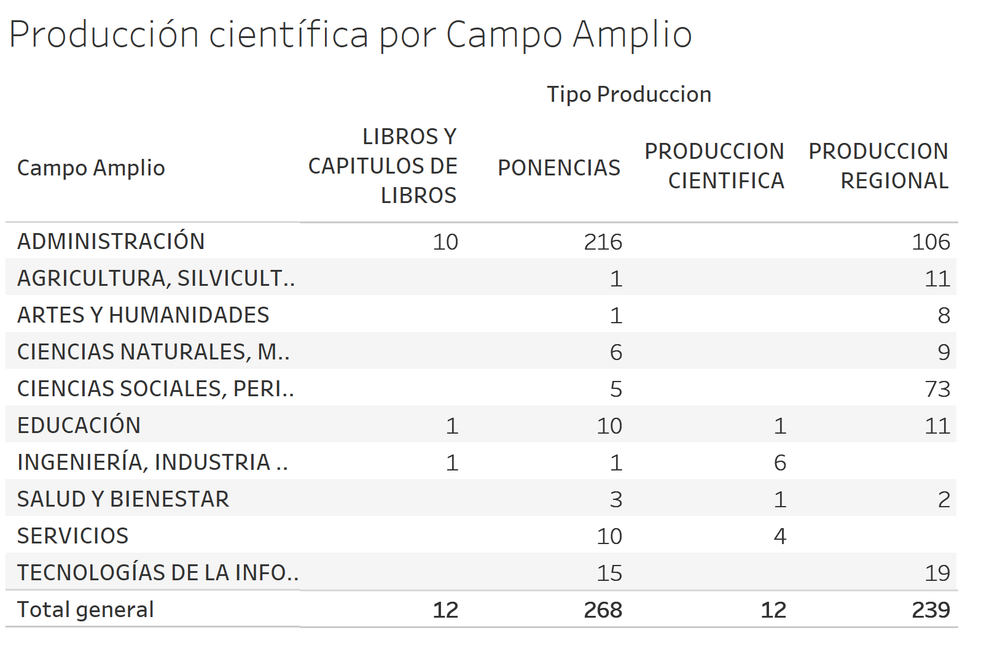 Producción científica por Campo Amplio
Tipo Produccion
Campo Amplio
LIBROS Y
CAPITULOS DE
LIBROS
PONENCIAS
PRODUCCION
CIENTIFICA
PRODUCCION
REGIONAL
ADMINISTRACIÓN 10 216 106
AGRICULTURA, SILVICULT.. 1 11
ARTES Y HUMANIDADES 1 8
CIENCIAS NATURALES, M.. 6 9
CIENCIAS SOCIALES, PERI.. 5 73
EDUCACIÓN 1 10 1 11
INGENIERÍA, INDUSTRIA .. 1 1 6
SALUD Y BIENESTAR 3 1 2
SERVICIOS 10 4
TECNOLOGÍAS DE LA INFO.. 15 19
Total general 12 268 12 239